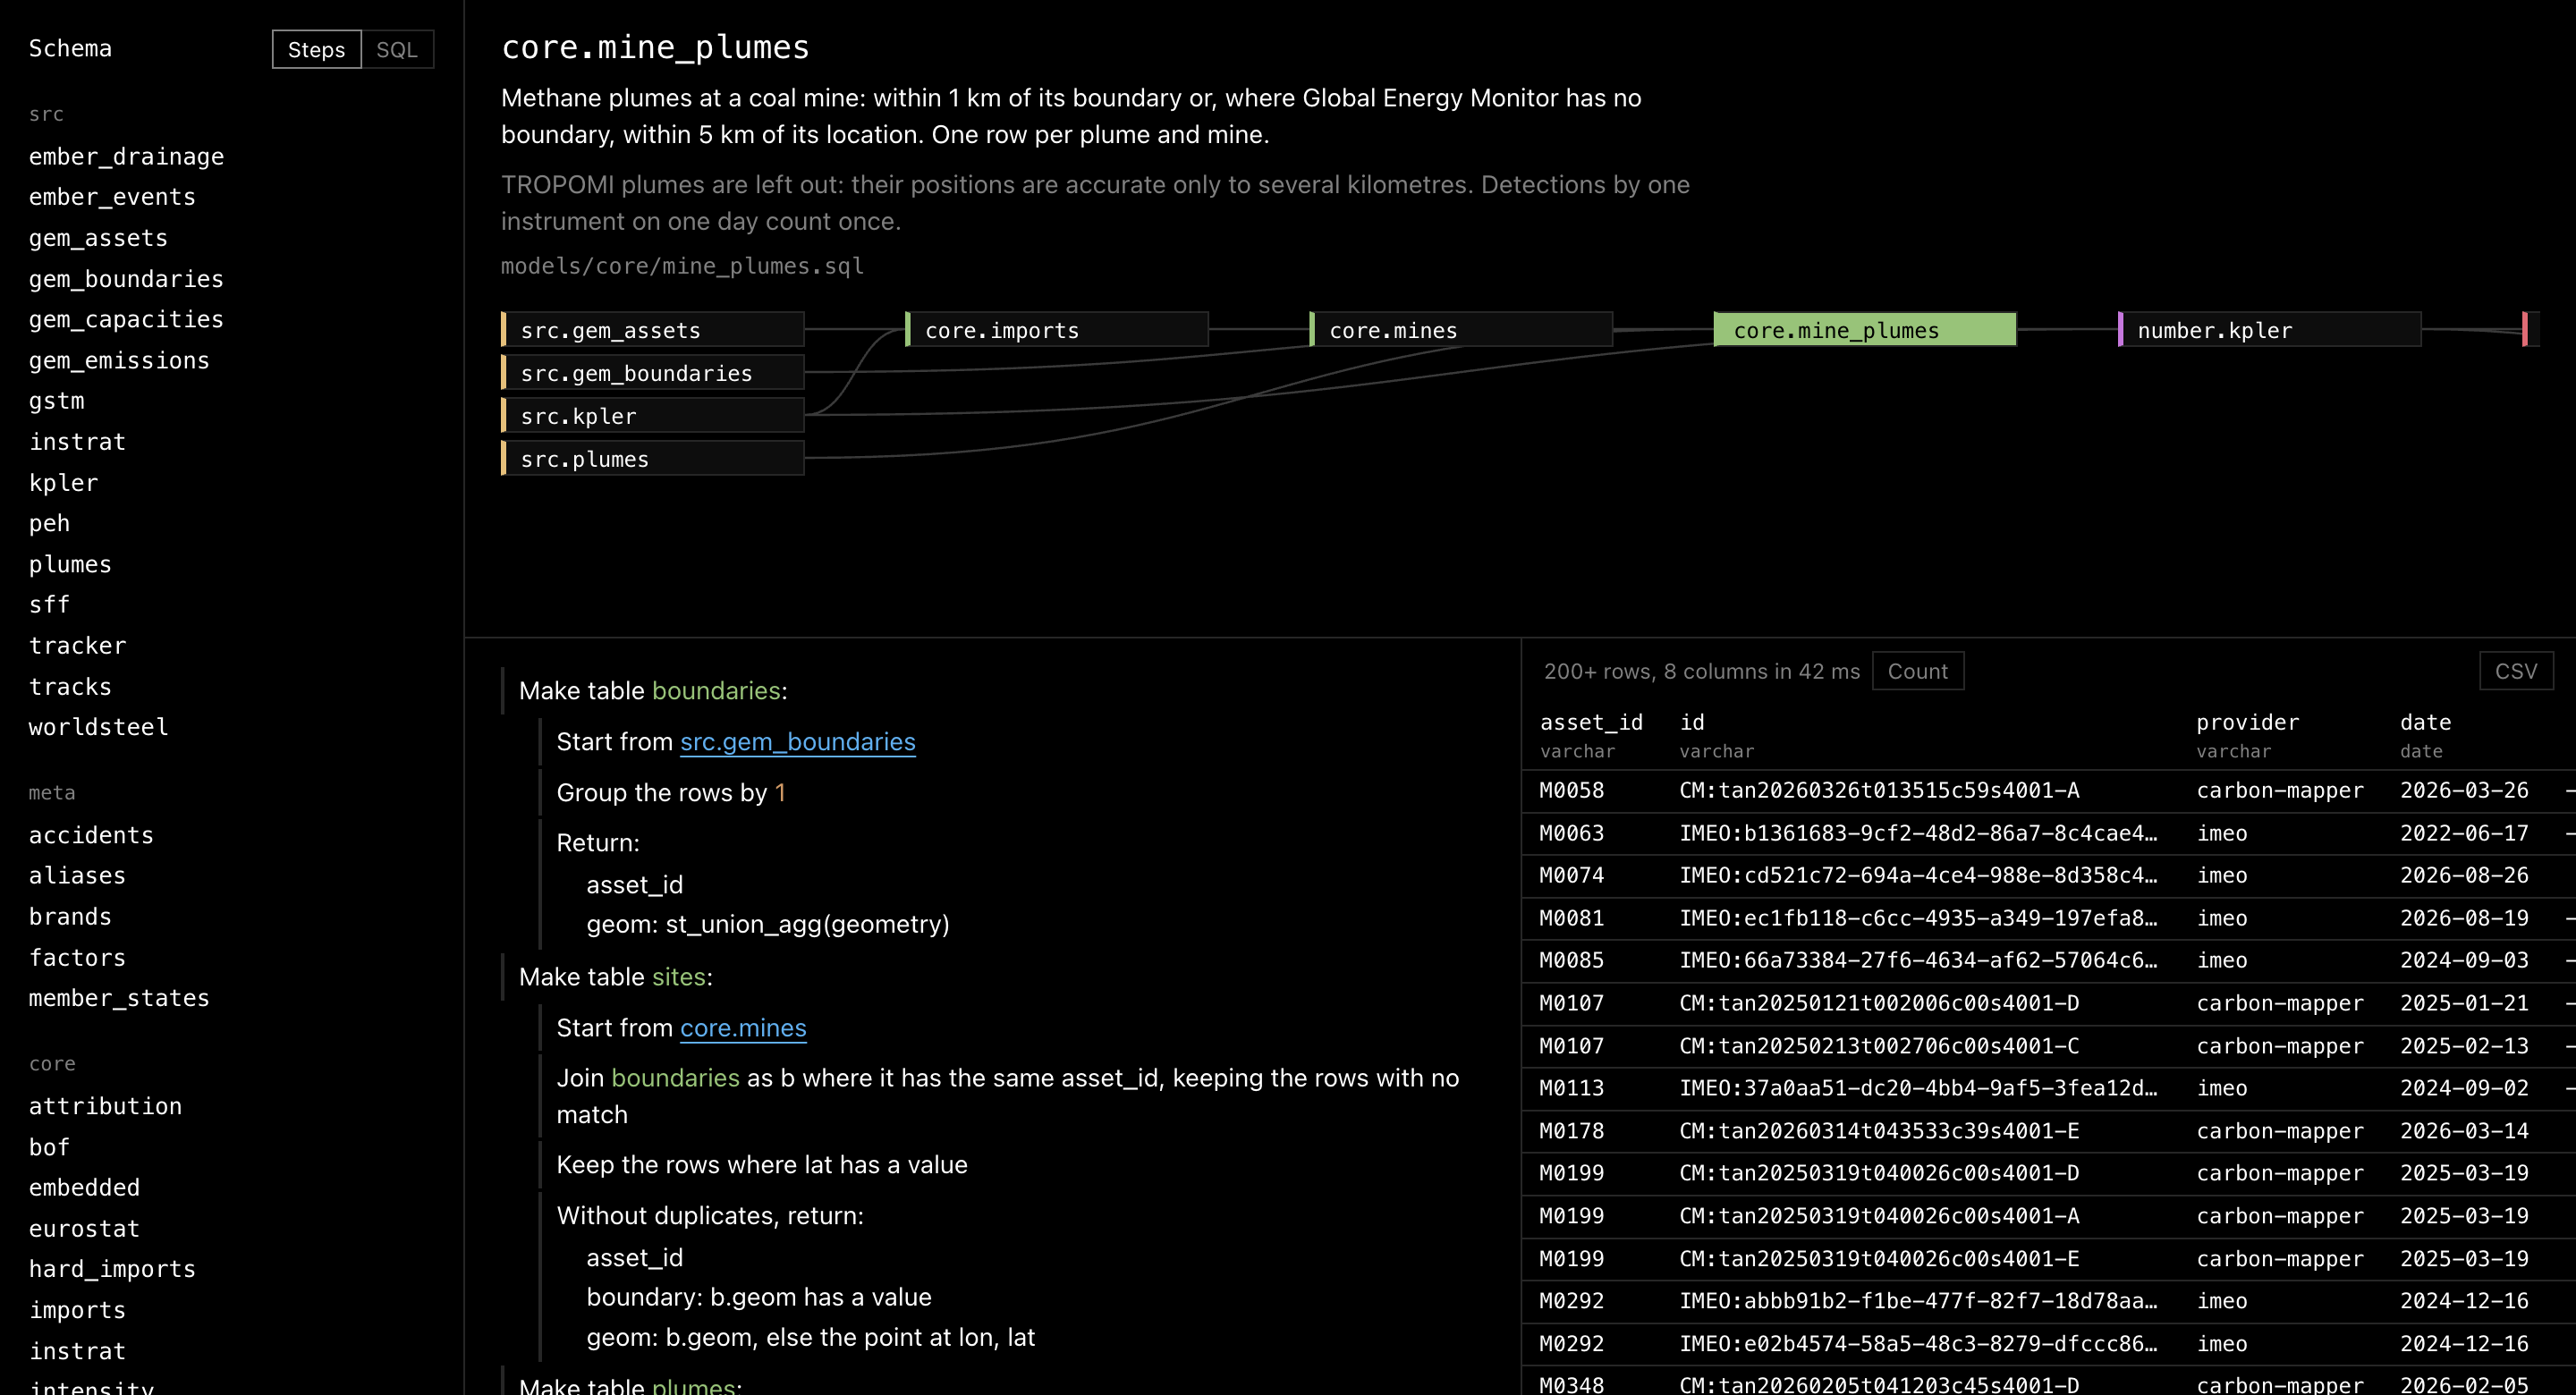 Schema
Steps
SQL
src
ember_drainage
ember_events
gem_assets
gem_boundaries
gem_capacities
gem_emissions
gstm
instrat
kpler
peh
plumes
sff
tracker
tracks
worldsteel
meta
accidents
aliases
brands
factors
member_states
core
attribution
bof
embedded
eurostat
hard_imports
imports
instrat
intensity
core.mine_plumes
Methane plumes at a coal mine: within 1 km of its boundary or, where Global Energy Monitor has no
boundary, within 5 km of its location. One row per plume and mine.
TROPOMI plumes are left out: their positions are accurate only to several kilometres. Detections by one
instrument on one day count once.
models/core/mine_plumes.sql
src.gem_assets
core.imports
core.mines
core.mine_plumes
number.kpler
src.gem_boundaries
src.kpler
src.plumes
Make table boundaries:
Start from src.gem_boundaries
Group the rows by 1
Return:
asset_id
geom: st_union_agg(geometry)
Make table sites:
Start from core.mines
Join boundaries as b where it has the same asset_id, keeping the rows with no
match
Keep the rows where lat has a value
Without duplicates, return:
asset_id
boundary: b.geom has a value
geom: b.geom, else the point at lon, lat
Make table plumes:
200+ rows, 8 columns in 42 ms
Count
CSV
asset_id id provider date
varchar varchar varchar date
M0058 CM:tan20260326t013515c59s4001-A carbon-mapper 2026-03-26
M0063 IMEO:b1361683-9cf2-48d2-86a7-8c4cae4… imeo 2022-06-17
M0074 IMEO:cd521c72-694a-4ce4-988e-8d358c4… imeo 2026-08-26
M0081 IMEO:ec1fb118-c6cc-4935-a349-197efa8… imeo 2026-08-19
M0085 IMEO:66a73384-27f6-4634-af62-57064c6… imeo 2024-09-03
M0107 CM:tan20250121t002006c00s4001-D carbon-mapper 2025-01-21
M0107 CM:tan20250213t002706c00s4001-C carbon-mapper 2025-02-13
M0113 IMEO:37a0aa51-dc20-4bb4-9af5-3fea12d… imeo 2024-09-02
M0178 CM:tan20260314t043533c39s4001-E carbon-mapper 2026-03-14
M0199 CM:tan20250319t040026c00s4001-D carbon-mapper 2025-03-19
M0199 CM:tan20250319t040026c00s4001-A carbon-mapper 2025-03-19
M0199 CM:tan20250319t040026c00s4001-E carbon-mapper 2025-03-19
M0292 IMEO:abbb91b2-f1be-477f-82f7-18d78aa… imeo 2024-12-16
M0292 IMEO:e02b4574-58a5-48c3-8279-dfccc86… imeo 2024-12-16
M0348 CM:tan20260205t041203c45s4001-D carbon-mapper 2026-02-05